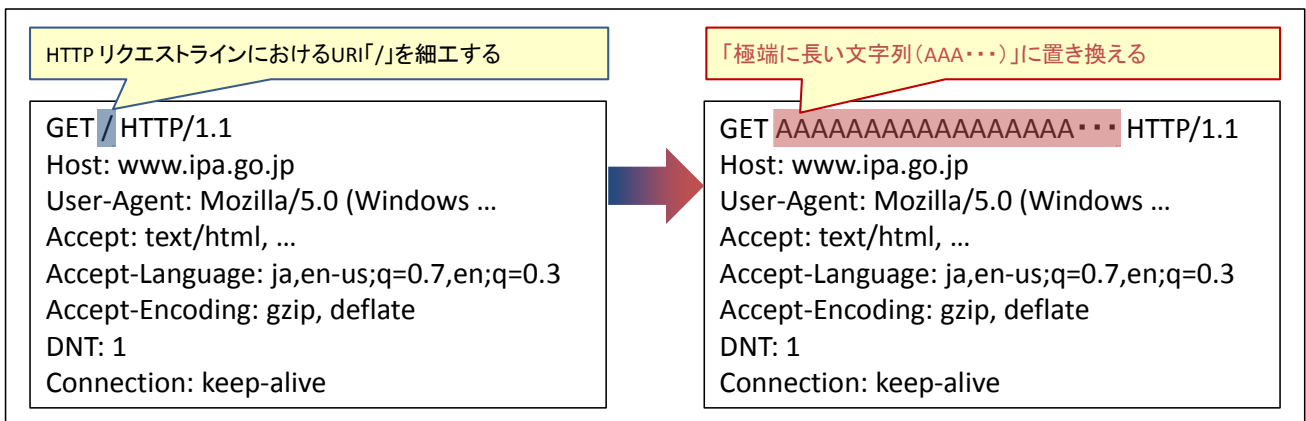 HTTP リクエストラインにおけるURI「/」を細工する
GET / HTTP/1.1
Host: www.ipa.go.jp
User-Agent: Mozilla/5.0 (Windows …
Accept: text/html, …
Accept-Language: ja,en-us;q=0.7,en;q=0.3
Accept-Encoding: gzip, deflate
DNT: 1
Connection: keep-alive
「極端に長い文字列(AAA・・・)」に置き換える
GET AAAAAAAAAAAAAAAAAA・・・ HTTP/1.1
Host: www.ipa.go.jp
User-Agent: Mozilla/5.0 (Windows …
Accept: text/html, …
Accept-Language: ja,en-us;q=0.7,en;q=0.3
Accept-Encoding: gzip, deflate
DNT: 1
Connection: keep-alive